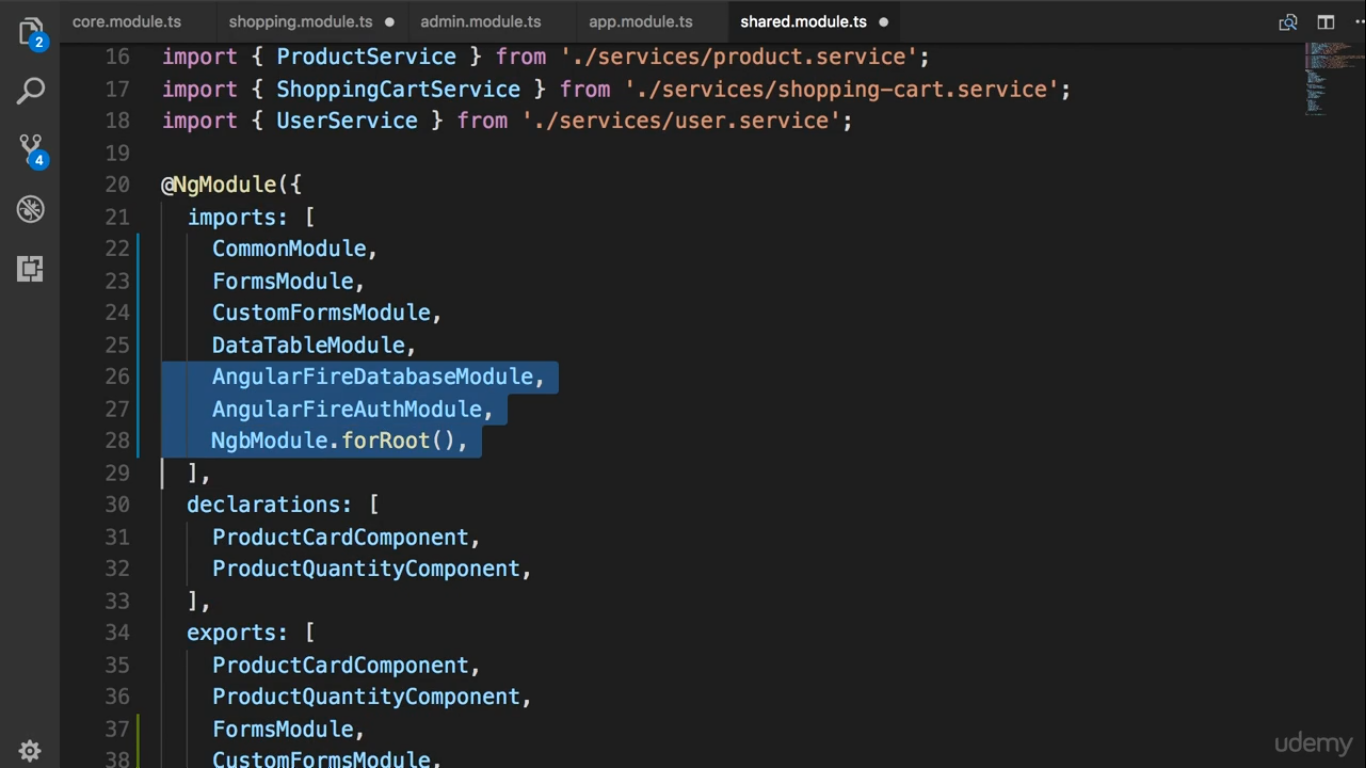 core.module.ts shopping.module.ts admin.module.ts app.module.ts shared.module.ts
2
4
16 import { ProductService } from './services/product.service';
17 import { ShoppingCartService } from './services/shopping-cart.service';
18 import { UserService } from './services/user.service';
19
20 @NgModule({
21 imports: [
22 CommonModule,
23 FormsModule,
24 CustomFormsModule,
25 DataTableModule,
26 AngularFireDatabaseModule,
27 AngularFireAuthModule,
28 NgbModule.forRoot(),
29 ],
30 declarations: [
31 ProductCardComponent,
32 ProductQuantityComponent,
33 ],
34 exports: [
35 ProductCardComponent,
36 ProductQuantityComponent,
37 FormsModule,
38 CustomFormsModule,
udemy